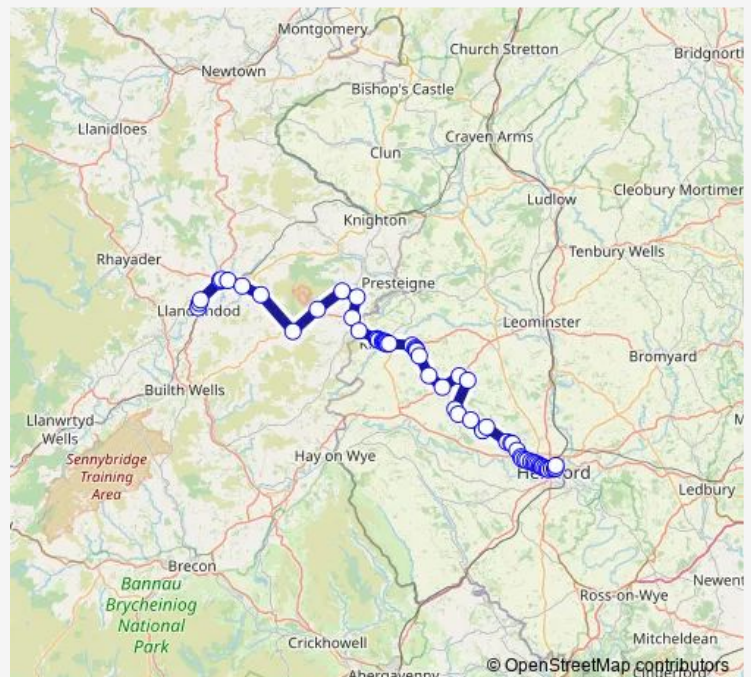 Montgomery
Church Stretton
Newtown
Bridgnorth
Bishop's Castle
Llanidloes
Craven Arms
Clun
Ludlow
Cleobury Mortimer
Knighton
Tenbury Wells
Rhayader
Presteigne
Leominster
Bromyard
Builth Wells
Llanwrtyd
Wells
Hay on Wye
Sennybridge
Training
Area
Ledbury
Brecon
Newent
Bannau
Brycheiniog
National
Park
Ross-on-Wye
Crickhowell
Mitcheldean
© OpenStreetMap contributors